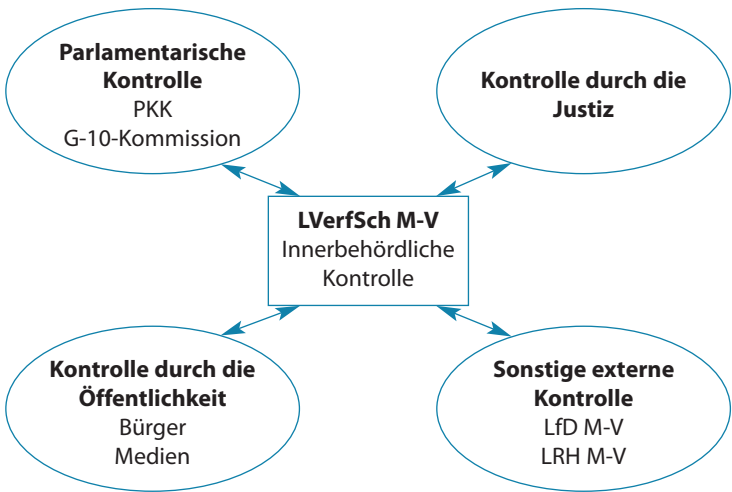 Parlamentarische
Kontrolle
PKK
G-10-Kommission
Kontrolle durch die
Justiz
LVerfSch M-V
Innerbehördliche
Kontrolle
Kontrolle durch die
Öffentlichkeit
Bürger
Medien
Sonstige externe
Kontrolle
LfD M-V
LRH M-V